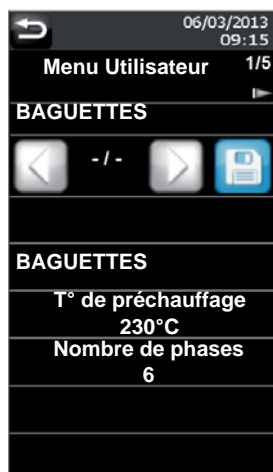 06/03/2013
09:15
Menu Utilisateur 1/5
BAGUETTES
- / -
BAGUETTES
T° de préchauffage
230°C
Nombre de phases
6